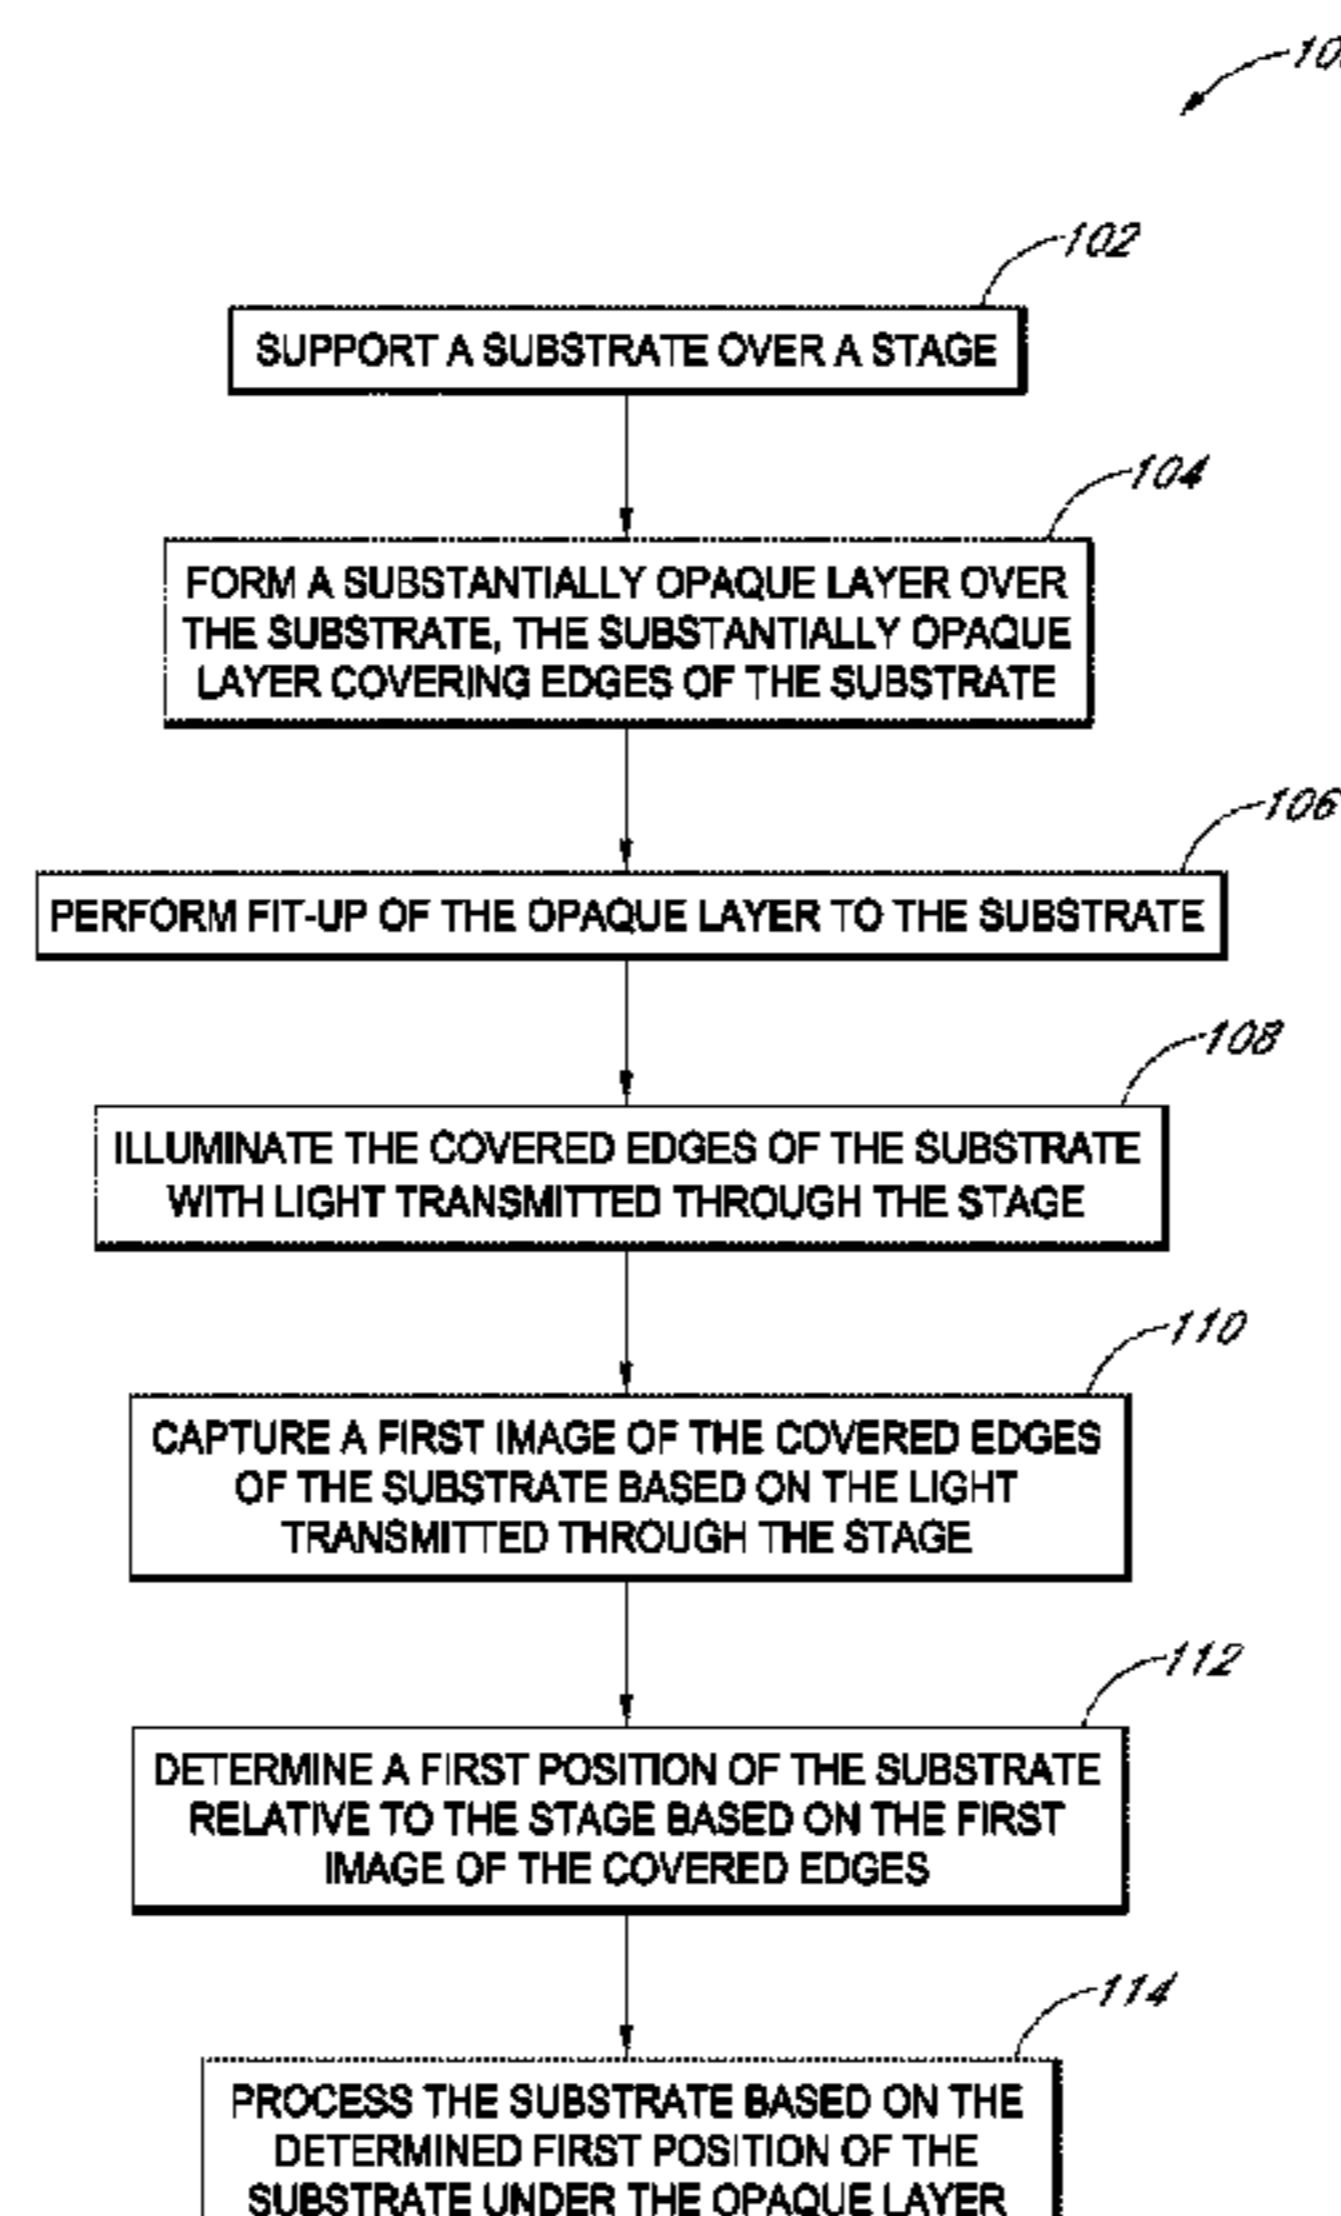 102
SUPPORT A SUBSTRATE OVER A STAGE
104
FORM A SUBSTANTIALLY OPAQUE LAYER OVER
THE SUBSTRATE, THE SUBSTANTIALLY OPAQUE
LAYER COVERING EDGES OF THE SUBSTRATE
106
PERFORM FIT-UP OF THE OPAQUE LAYER TO THE SUBSTRATE
108
ILLUMINATE THE COVERED EDGES OF THE SUBSTRATE
WITH LIGHT TRANSMITTED THROUGH THE STAGE
110
CAPTURE A FIRST IMAGE OF THE COVERED EDGES
OF THE SUBSTRATE BASED ON THE LIGHT
TRANSMITTED THROUGH THE STAGE
112
DETERMINE A FIRST POSITION OF THE SUBSTRATE
RELATIVE TO THE STAGE BASED ON THE FIRST
IMAGE OF THE COVERED EDGES
114
PROCESS THE SUBSTRATE BASED ON THE
DETERMINED FIRST POSITION OF THE
SUBSTRATE UNDER THE OPAQUE LAYER